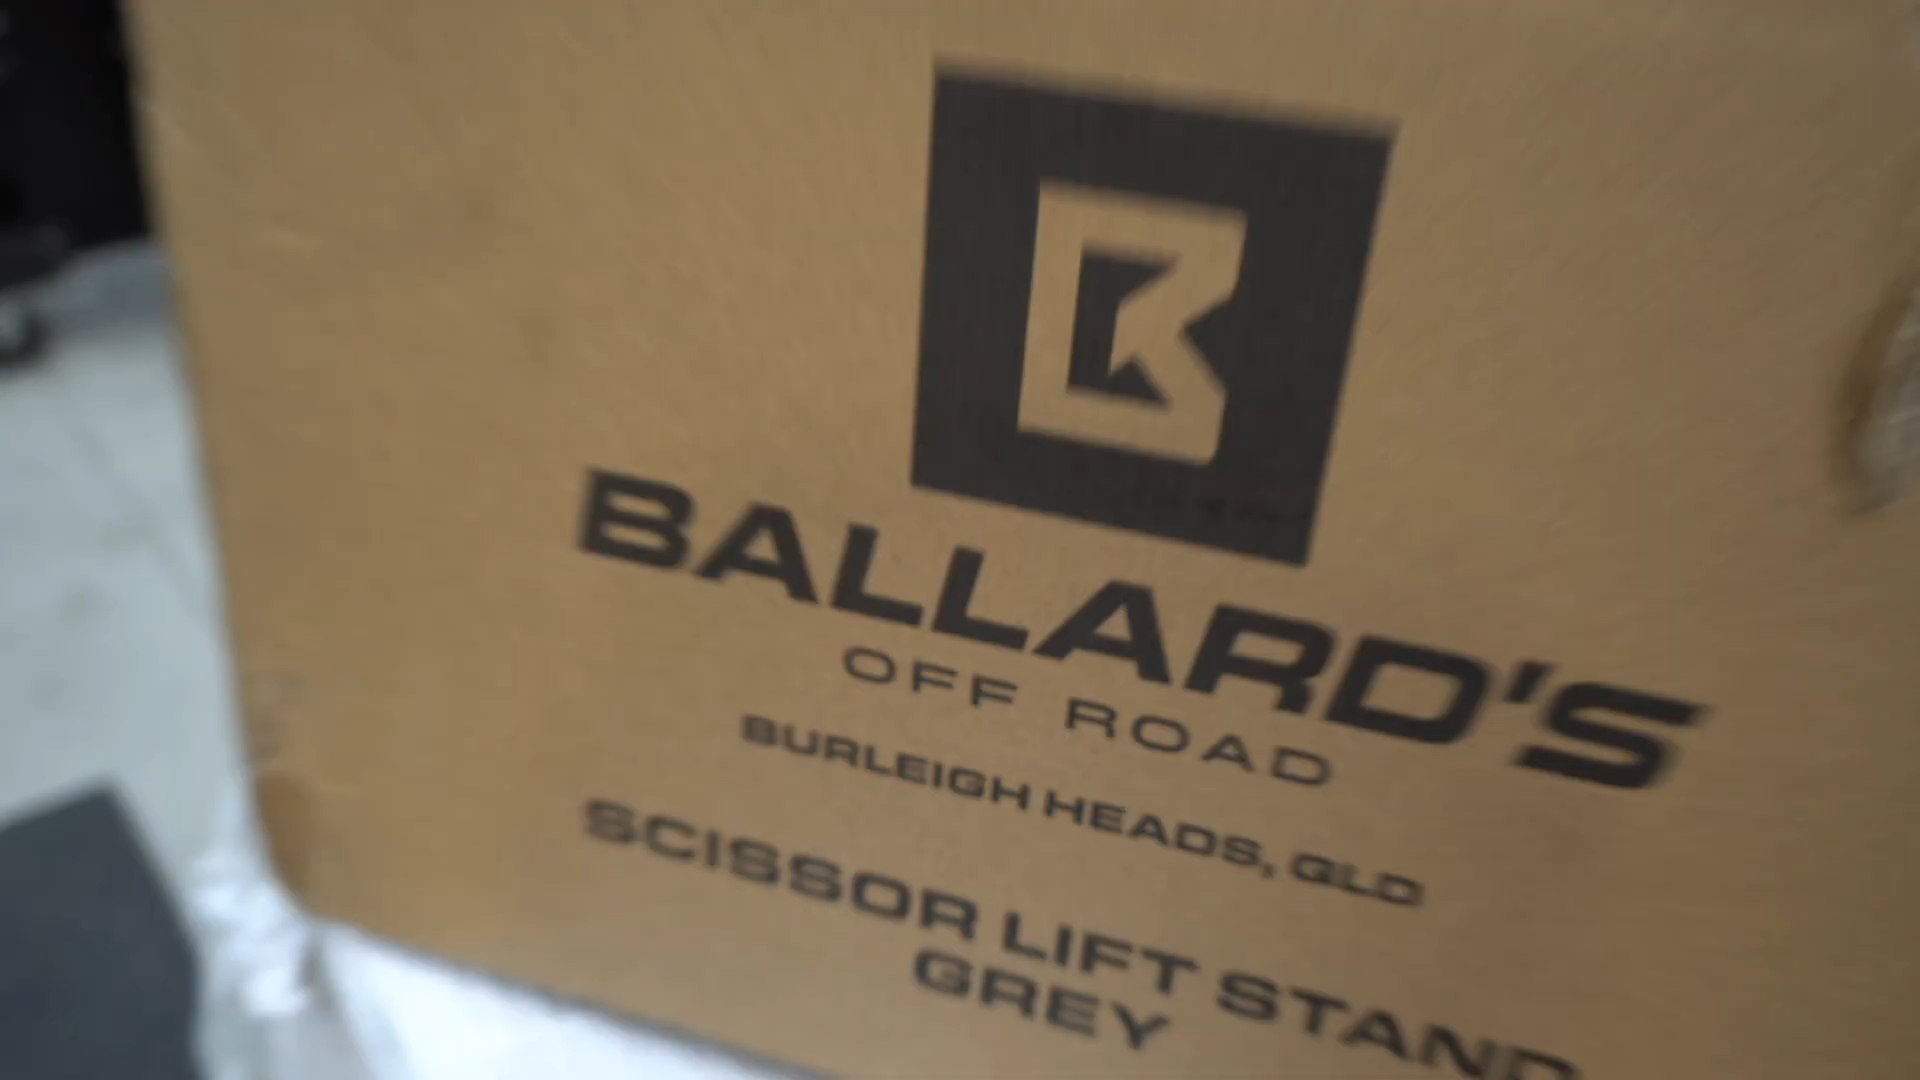 B
BALLARD'S
OFF ROAD
BURLEIGH HEADS, QLD
SCISSOR LIFT STAND
GREY